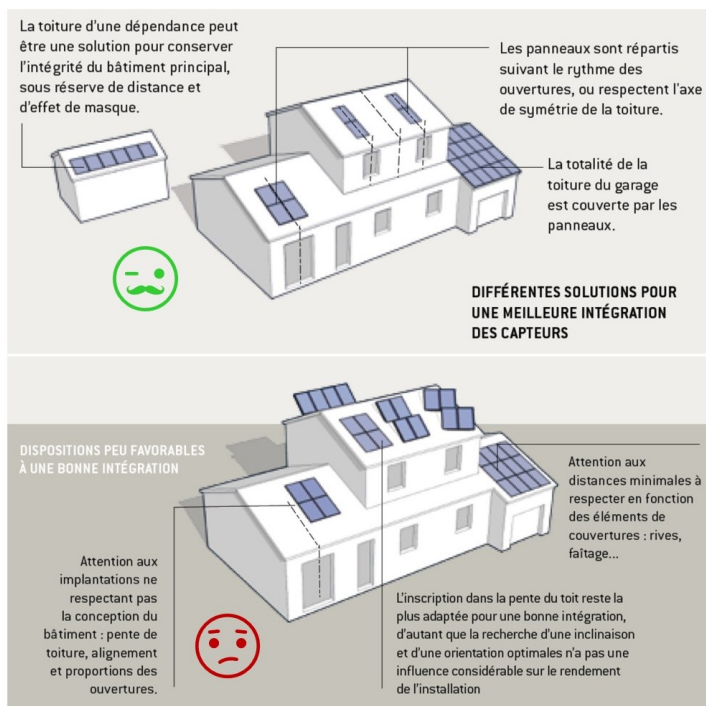 La toiture d'une dépendance peut
être une solution pour conserver
l'intégrité du bâtiment principal,
sous réserve de distance et
d'effet de masque.
Les panneaux sont répartis
suivant le rythme des
ouvertures, ou respectent l'axe
de symétrie de la toiture.
La totalité de la
toiture du garage
est couverte par les
panneaux.
DIFFÉRENTES SOLUTIONS POUR
UNE MEILLEURE INTÉGRATION
DES CAPTEURS
DISPOSITIONS PEU FAVORABLES
À UNE BONNE INTÉGRATION
Attention aux
distances minimales à
respecter en fonction
des éléments de
couvertures : rives,
faîtage...
Attention aux
implantations ne
respectant pas
la conception du
bâtiment : pente de
toiture, alignement
et proportions des
ouvertures.
L'inscription dans la pente du toit reste la
plus adaptée pour une bonne intégration,
d'autant que la recherche d'une inclinaison
et d'une orientation optimales n'a pas une
influence considérable sur le rendement
de l'installation